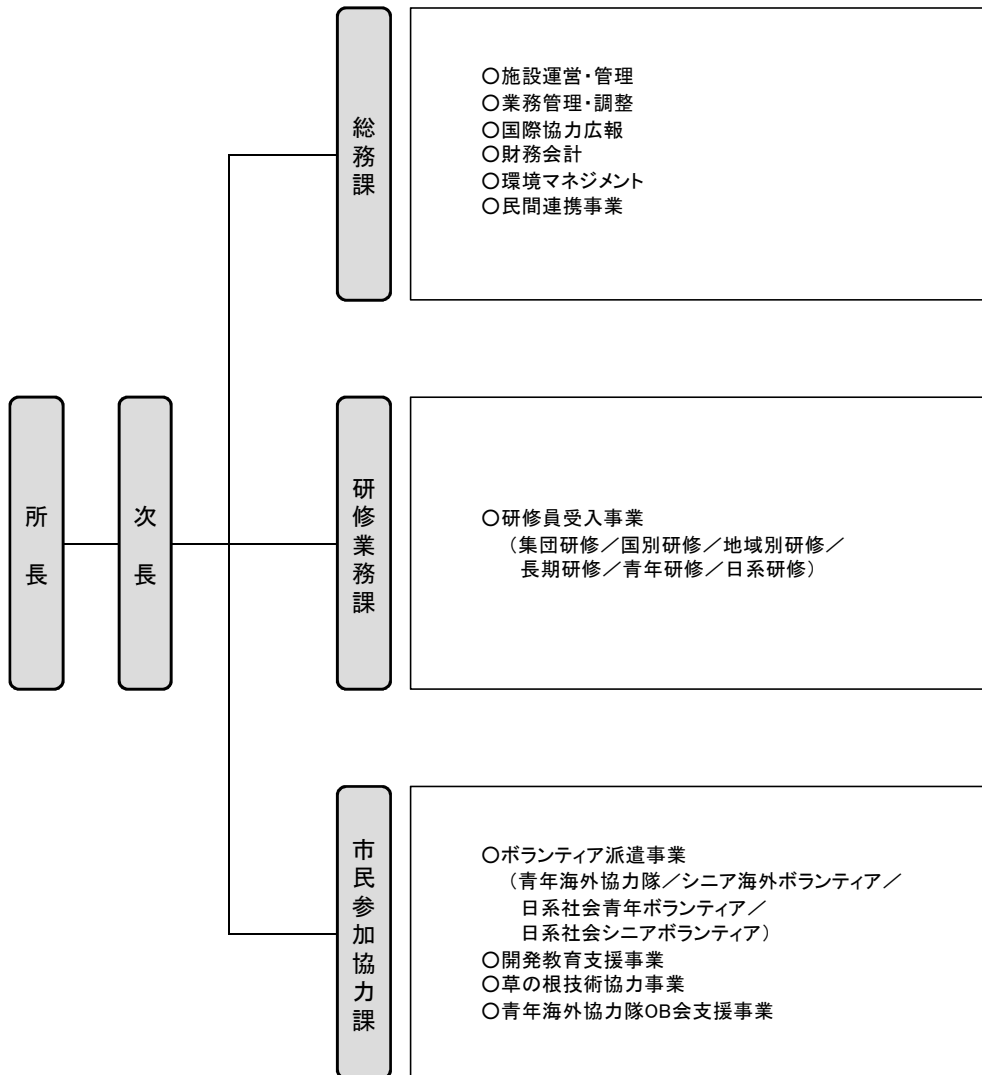 所長
次長
総務課
○施設運営・管理
○業務管理・調整
○国際協力広報
○財務会計
○環境マネジメント
○民間連携事業
研修業務課
○研修員受入事業
（集団研修／国別研修／地域別研修／
長期研修／青年研修／日系研修）
市民参加協力課
○ボランティア派遣事業
（青年海外協力隊／シニア海外ボランティア／
日系社会青年ボランティア／
日系社会シニアボランティア）
○開発教育支援事業
○草の根技術協力事業
○青年海外協力隊OB会支援事業